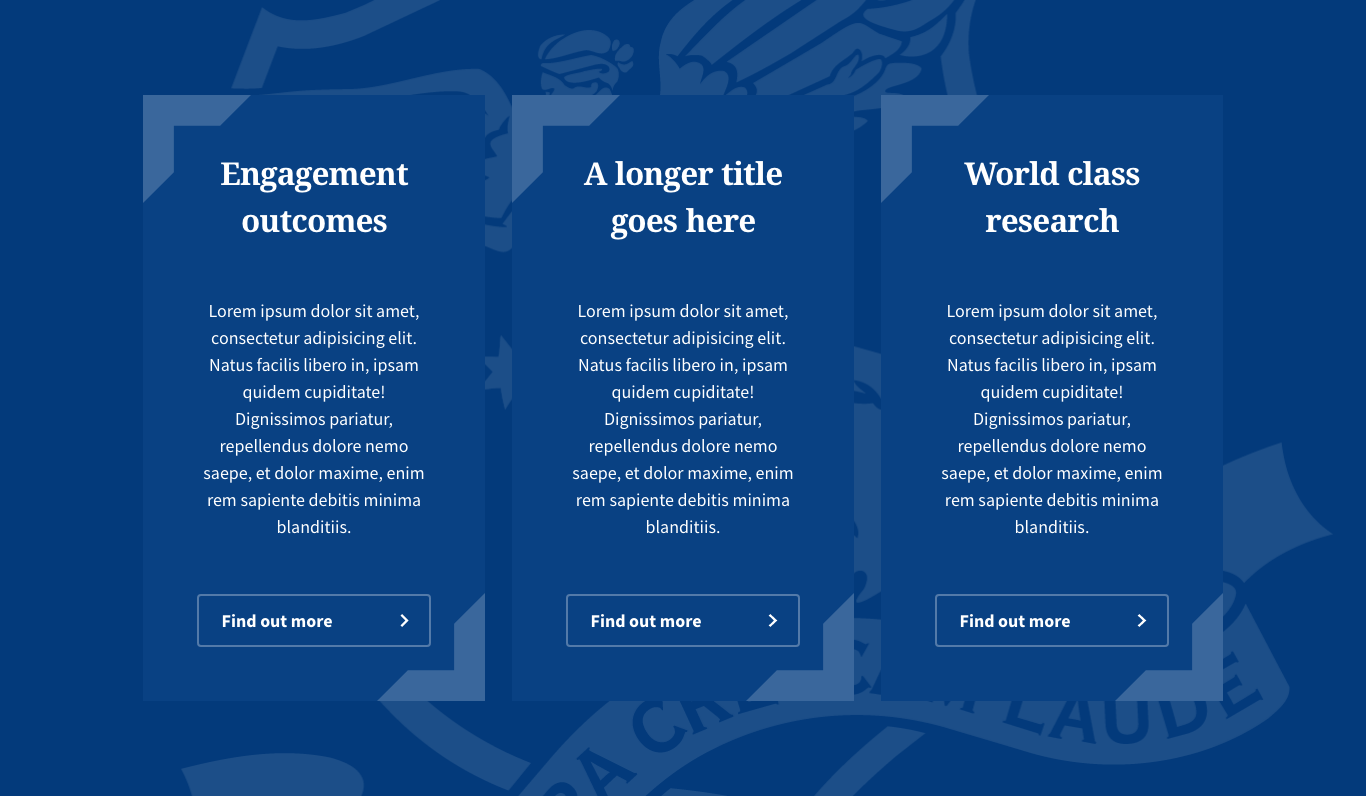 Engagement
outcomes
Lorem ipsum dolor sit amet,
consectetur adipisicing elit.
Natus facilis libero in, ipsam
quidem cupiditate!
Dignissimos pariatur,
repellendus dolore nemo
saepe, et dolor maxime, enim
rem sapiente debitis minima
blanditiis.
Find out more
A longer title
goes here
Lorem ipsum dolor sit amet,
consectetur adipisicing elit.
Natus facilis libero in, ipsam
quidem cupiditate!
Dignissimos pariatur,
repellendus dolore nemo
saepe, et dolor maxime, enim
rem sapiente debitis minima
blanditiis.
Find out more
World class
research
Lorem ipsum dolor sit amet,
consectetur adipisicing elit.
Natus facilis libero in, ipsam
quidem cupiditate!
Dignissimos pariatur,
repellendus dolore nemo
saepe, et dolor maxime, enim
rem sapiente debitis minima
blanditiis.
Find out more
LAUDE